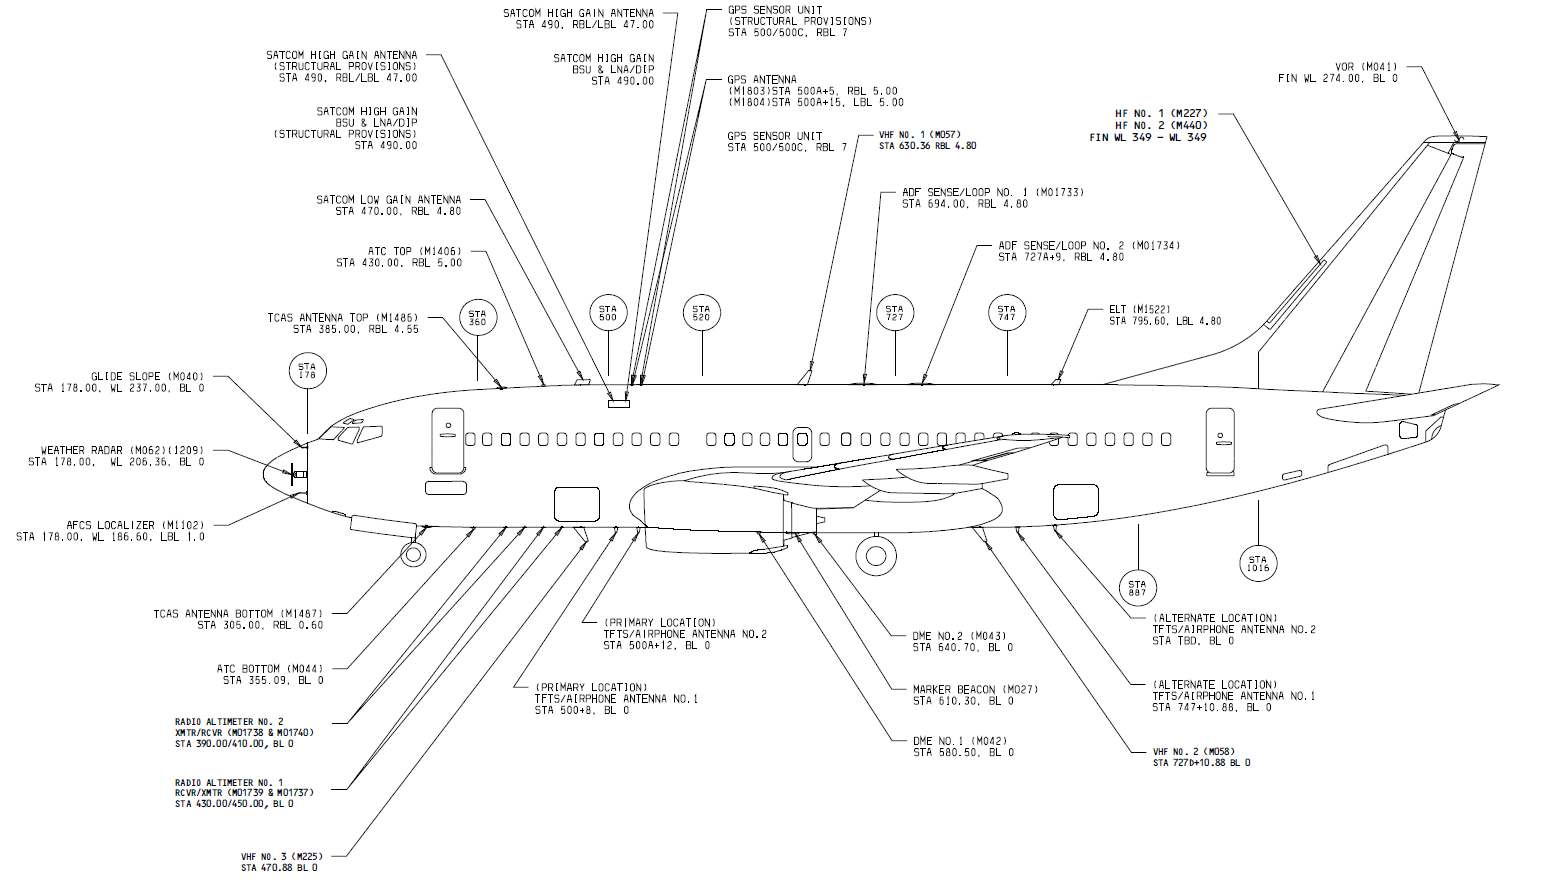 SATCOM HIGH GAIN ANTENNA
STA 490, RBL/LBL 47.00
GPS SENSOR UNIT
(STRUCTURAL PROVISIONS)
STA 500/500C, RBL 7
SATCOM HIGH GAIN ANTENNA
(STRUCTURAL PROVISIONS)
STA 490, RBL/LBL 47.00
SATCOM HIGH GAIN
BSU & LNA/DIP
STA 490.00
GPS ANTENNA
(M1803)STA 500A+5, RBL 5.00
(M1804)STA 500A+15, LBL 5.00
VOR (M041)
FIN WL 274.00, BL 0
SATCOM HIGH GAIN
BSU & LNA/DIP
(STRUCTURAL PROVISIONS)
STA 490.00
GPS SENSOR UNIT
STA 500/500C, RBL 7
VHF NO. 1 (M057)
STA 630.36 RBL 4.80
HF NO. 1 (M227)
HF NO. 2 (M440)
FIN WL 349 - WL 349
SATCOM LOW GAIN ANTENNA
STA 470.00, RBL 4.80
ADF SENSE/LOOP NO. 1 (M01733)
STA 694.00, RBL 4.80
ATC TOP (M1406)
STA 430.00, RBL 5.00
ADF SENSE/LOOP NO. 2 (M01734)
STA 727A+9, RBL 4.80
TCAS ANTENNA TOP (M1486)
STA 385.00, RBL 4.55
STA
360
STA
500
STA
520
STA
727
STA
747
ELT (M1522)
STA 795.60, LBL 4.80
STA
178
GLIDE SLOPE (M040)
STA 178.00, WL 237.00, BL 0
WEATHER RADAR (M062)(1209)
STA 178.00, WL 206.36, BL 0
AFCS LOCALIZER (M1102)
STA 178.00, WL 186.60, LBL 1.0
STA
887
STA
1016
TCAS ANTENNA BOTTOM (M1487)
STA 305.00, RBL 0.60
(PRIMARY LOCATION)
TFTS/AIRPHONE ANTENNA NO.2
STA 500A+12, BL 0
DME NO.2 (M043)
STA 640.70, BL 0
(ALTERNATE LOCATION)
TFTS/AIRPHONE ANTENNA NO.2
STA TBD, BL 0
ATC BOTTOM (M044)
STA 355.09, BL 0
(PRIMARY LOCATION)
TFTS/AIRPHONE ANTENNA NO.1
STA 500+8, BL 0
MARKER BEACON (M027)
STA 610.30, BL 0
(ALTERNATE LOCATION)
TFTS/AIRPHONE ANTENNA NO.1
STA 747+10.88, BL 0
RADIO ALTIMETER NO. 2
XMTR/RCVR (M01738 & M01740)
STA 390.00/410.00, BL 0
DME NO.1 (M042)
STA 580.50, BL 0
VHF NO. 2 (M058)
STA 727D+10.88 BL 0
RADIO ALTIMETER NO. 1
RCVR/XMTR (M01739 & M01737)
STA 430.00/450.00, BL 0
VHF NO. 3 (M225)
STA 470.88 BL 0